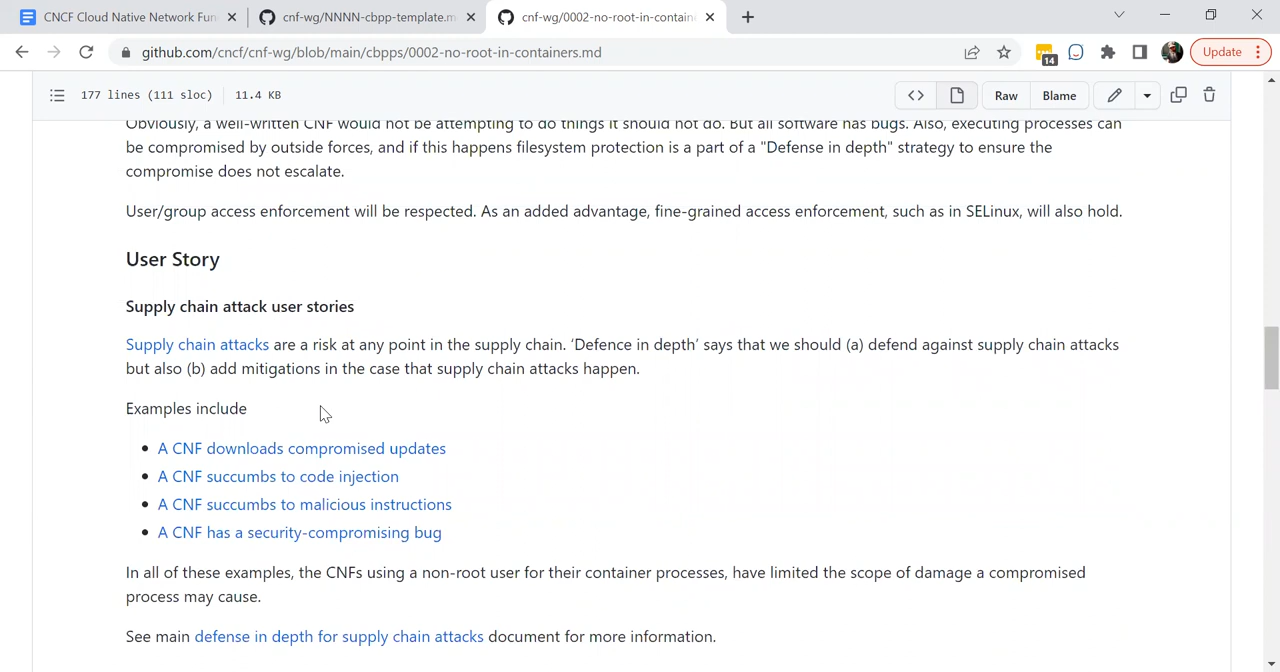 CNCF Cloud Native Network Fun
cnf-wg/NNNN-cbpp-template.m
cnf-wg/0002-no-root-in-contain
github.com/cncf/cnf-wg/blob/main/cbpps/0002-no-root-in-containers.md
14
Update
177 lines (111 sloc)
11.4 KB
Raw
Blame
Obviously, a well-written CNF would not be attempting to do things it should not do. But all software has bugs. Also, executing processes can
be compromised by outside forces, and if this happens filesystem protection is a part of a "Defense in depth" strategy to ensure the
compromise does not escalate.
User/group access enforcement will be respected. As an added advantage, fine-grained access enforcement, such as in SELinux, will also hold.
User Story
Supply chain attack user stories
Supply chain attacks are a risk at any point in the supply chain. ‘Defence in depth’ says that we should (a) defend against supply chain attacks
but also (b) add mitigations in the case that supply chain attacks happen.
Examples include
A CNF downloads compromised updates
A CNF succumbs to code injection
A CNF succumbs to malicious instructions
A CNF has a security-compromising bug
In all of these examples, the CNFs using a non-root user for their container processes, have limited the scope of damage a compromised
process may cause.
See main defense in depth for supply chain attacks document for more information.